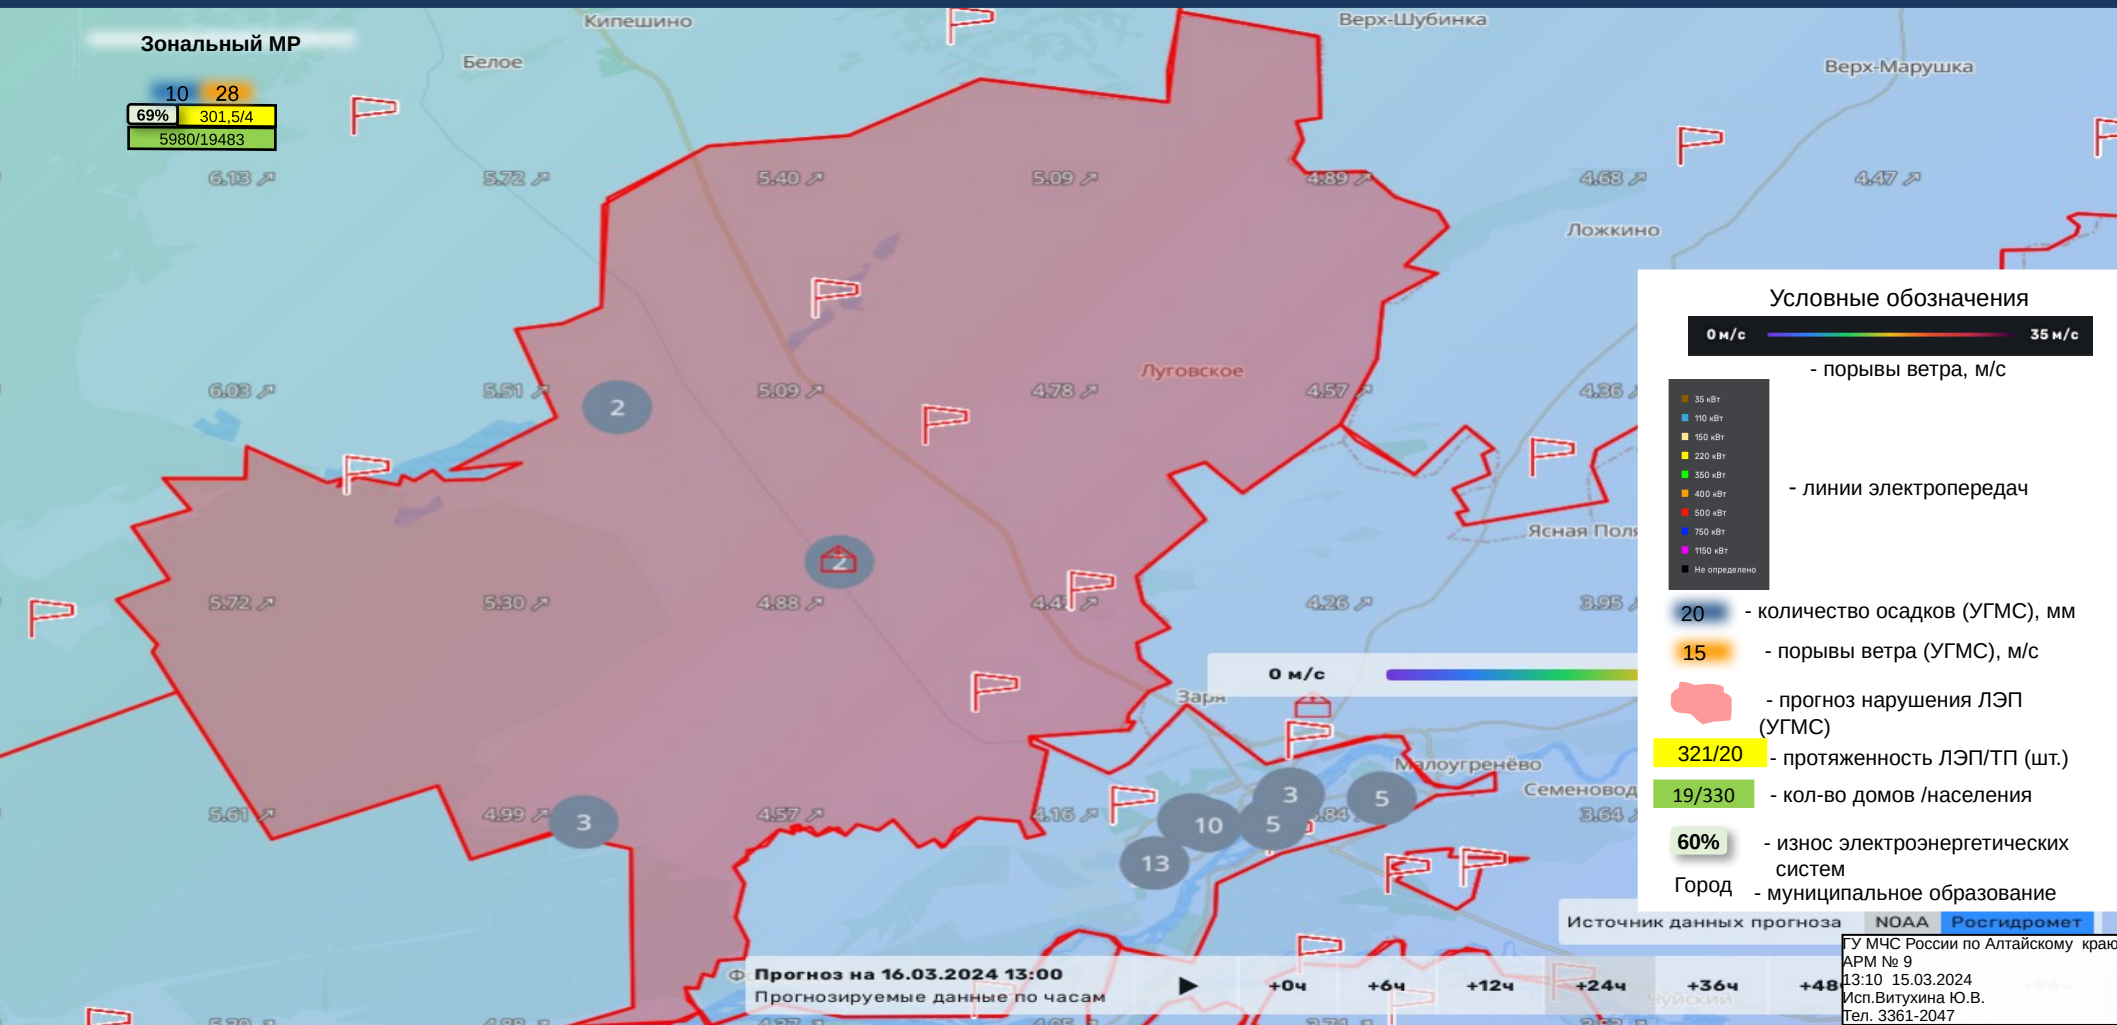 Кипешино
Верх-Шубинка
Зональный МР
Белое
Верх-Марушка
10 28
69% 301,5/4
5980/19483
6.13 5.72 5.40 5.09 4.89 4.68 4.47
Ложкино
Луговское
6.03 5.51 5.09 4.78 4.57 4.36
2
Ясная Поля
2
5.72 5.30 4.88 4.47 4.26 3.95
0 м/с
Заря
Малоугренёво
Семеновод
5.61 4.99 4.57 4.16 .84 3.64
3
3
5
10
5
13
Условные обозначения
0 м/с 35 м/с
- порывы ветра, м/с
35 кВт
110 кВт
150 кВт
220 кВт
350 кВт
400 кВт
500 кВт
750 кВт
1150 кВт
Не определено
- линии электропередач
20 - количество осадков (УГМС), мм
15 - порывы ветра (УГМС), м/с
- прогноз нарушения ЛЭП
(УГМС)
321/20 - протяженность ЛЭП/ТП (шт.)
19/330 - кол-во домов /населения
60% - износ электроэнергетических
систем
Город - муниципальное образование
Источник данных прогноза NOAA Росгидромет
Прогноз на 16.03.2024 13:00
Прогнозируемые данные по часам
+0ч +6ч +12ч +24ч +36ч +48
Чуйский
ГУ МЧС России по Алтайскому краю
АРМ № 9
13:10 15.03.2024
Исп.Витухина Ю.В.
Тел. 3361-2047